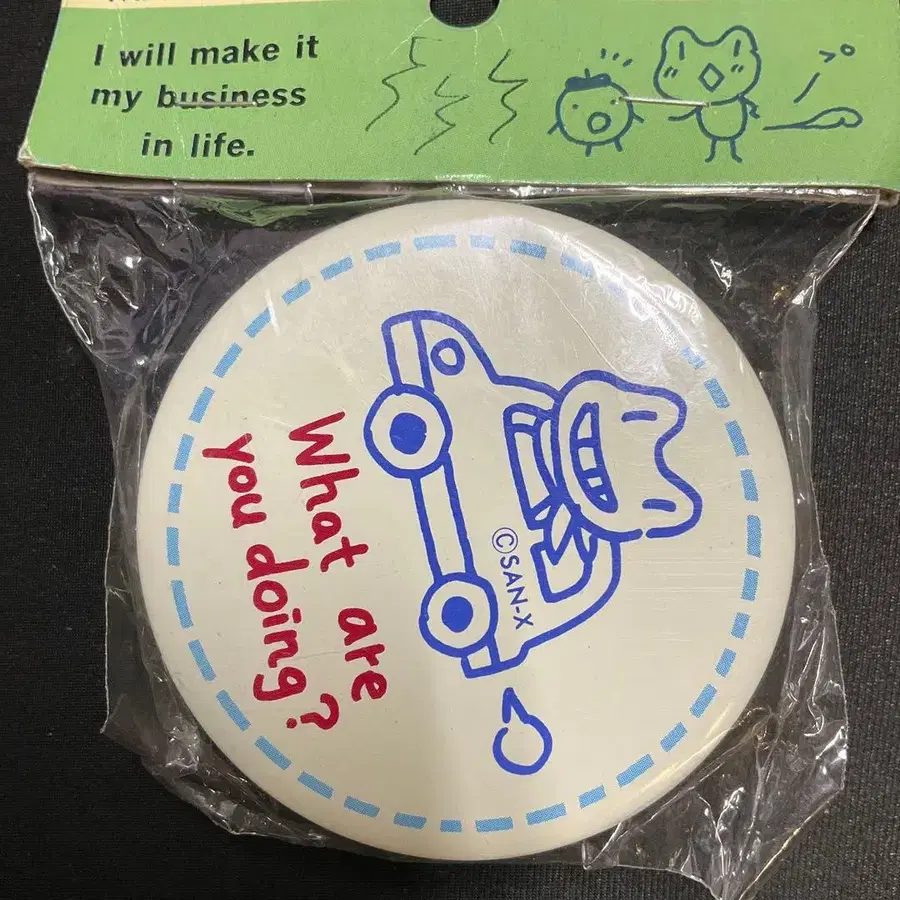 I will make it
my business
in life.
©SAN-X
What are
you doing?